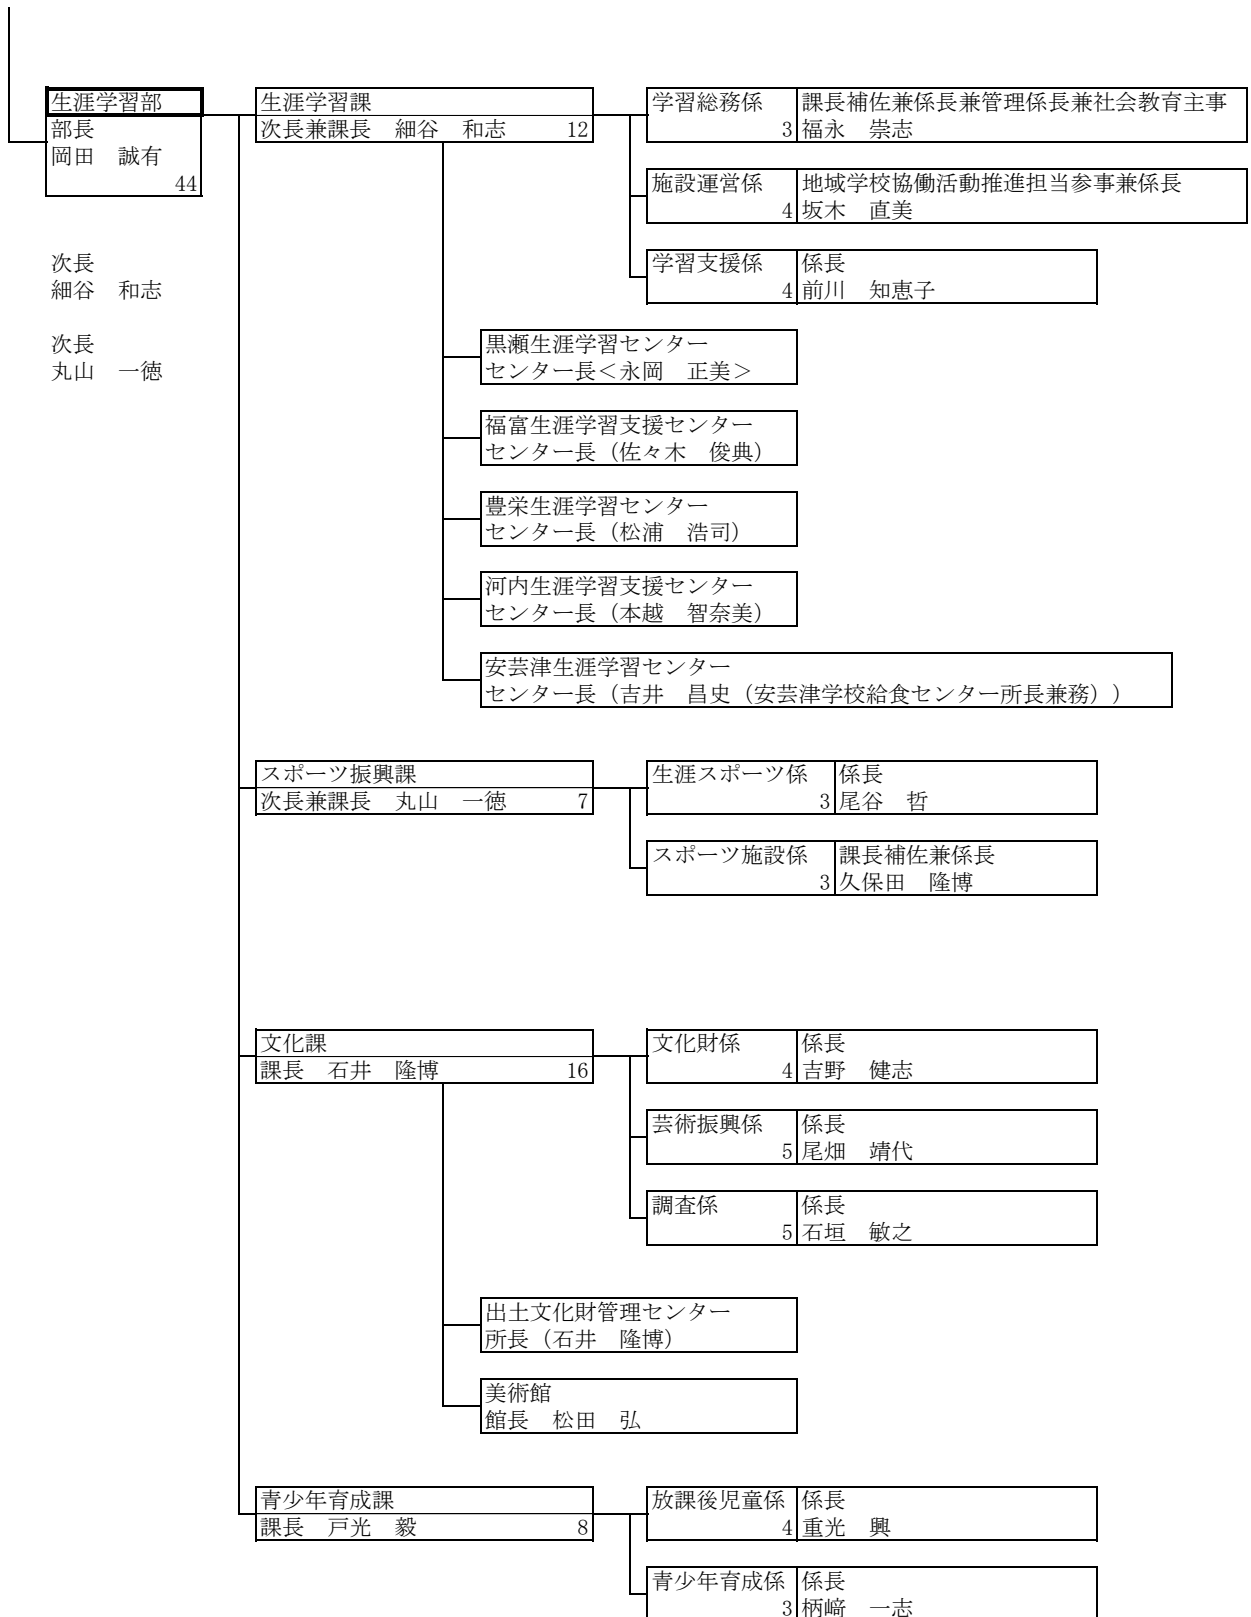 生涯学習部
部長
岡田　誠有
44
次長
細谷　和志
次長
丸山　一徳
生涯学習課
次長兼課長　細谷　和志　12
学習総務係　課長補佐兼係長兼管理係長兼社会教育主事
3 福永　崇志
施設運営係　地域学校協働活動推進担当参事兼係長
4 坂木　直美
学習支援係　係長
4 前川　知恵子
黒瀬生涯学習センター
センター長＜永岡　正美＞
福富生涯学習支援センター
センター長（佐々木　俊典）
豊栄生涯学習センター
センター長（松浦　浩司）
河内生涯学習支援センター
センター長（本越　智奈美）
安芸津生涯学習センター
センター長（吉井　昌史（安芸津学校給食センター所長兼務））
スポーツ振興課
次長兼課長　丸山　一徳　7
生涯スポーツ係　係長
3 尾谷　哲
スポーツ施設係　課長補佐兼係長
3 久保田　隆博
文化課
課長　石井　隆博　16
文化財係　係長
4 吉野　健志
芸術振興係　係長
5 尾畑　靖代
調査係　係長
5 石垣　敏之
出土文化財管理センター
所長（石井　隆博）
美術館
館長　松田　弘
青少年育成課
課長　戸光　毅　8
放課後児童係　係長
4 重光　興
青少年育成係　係長
3 柄﨑　一志